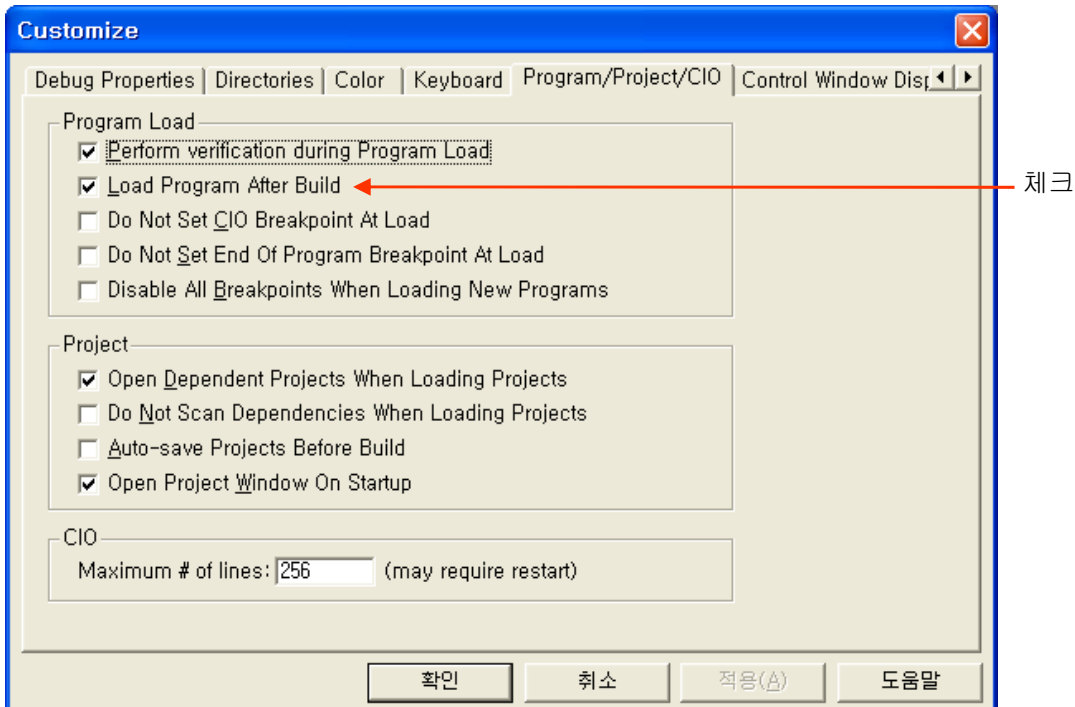 Customize
Debug Properties Directories Color Keyboard Program/Project/CIO Control Window
Program Load
Perform verification during Program Load
Load Program After Build
체크
Do Not Set CIO Breakpoint At Load
Do Not Set End Of Program Breakpoint At Load
Disable All Breakpoints When Loading New Programs
Project
Open Dependent Projects When Loading Projects
Do Not Scan Dependencies When Loading Projects
Auto-save Projects Before Build
Open Project Window On Startup
CIO
Maximum # of lines: 256 (may require restart)
확인 취소 적용(A) 도움말